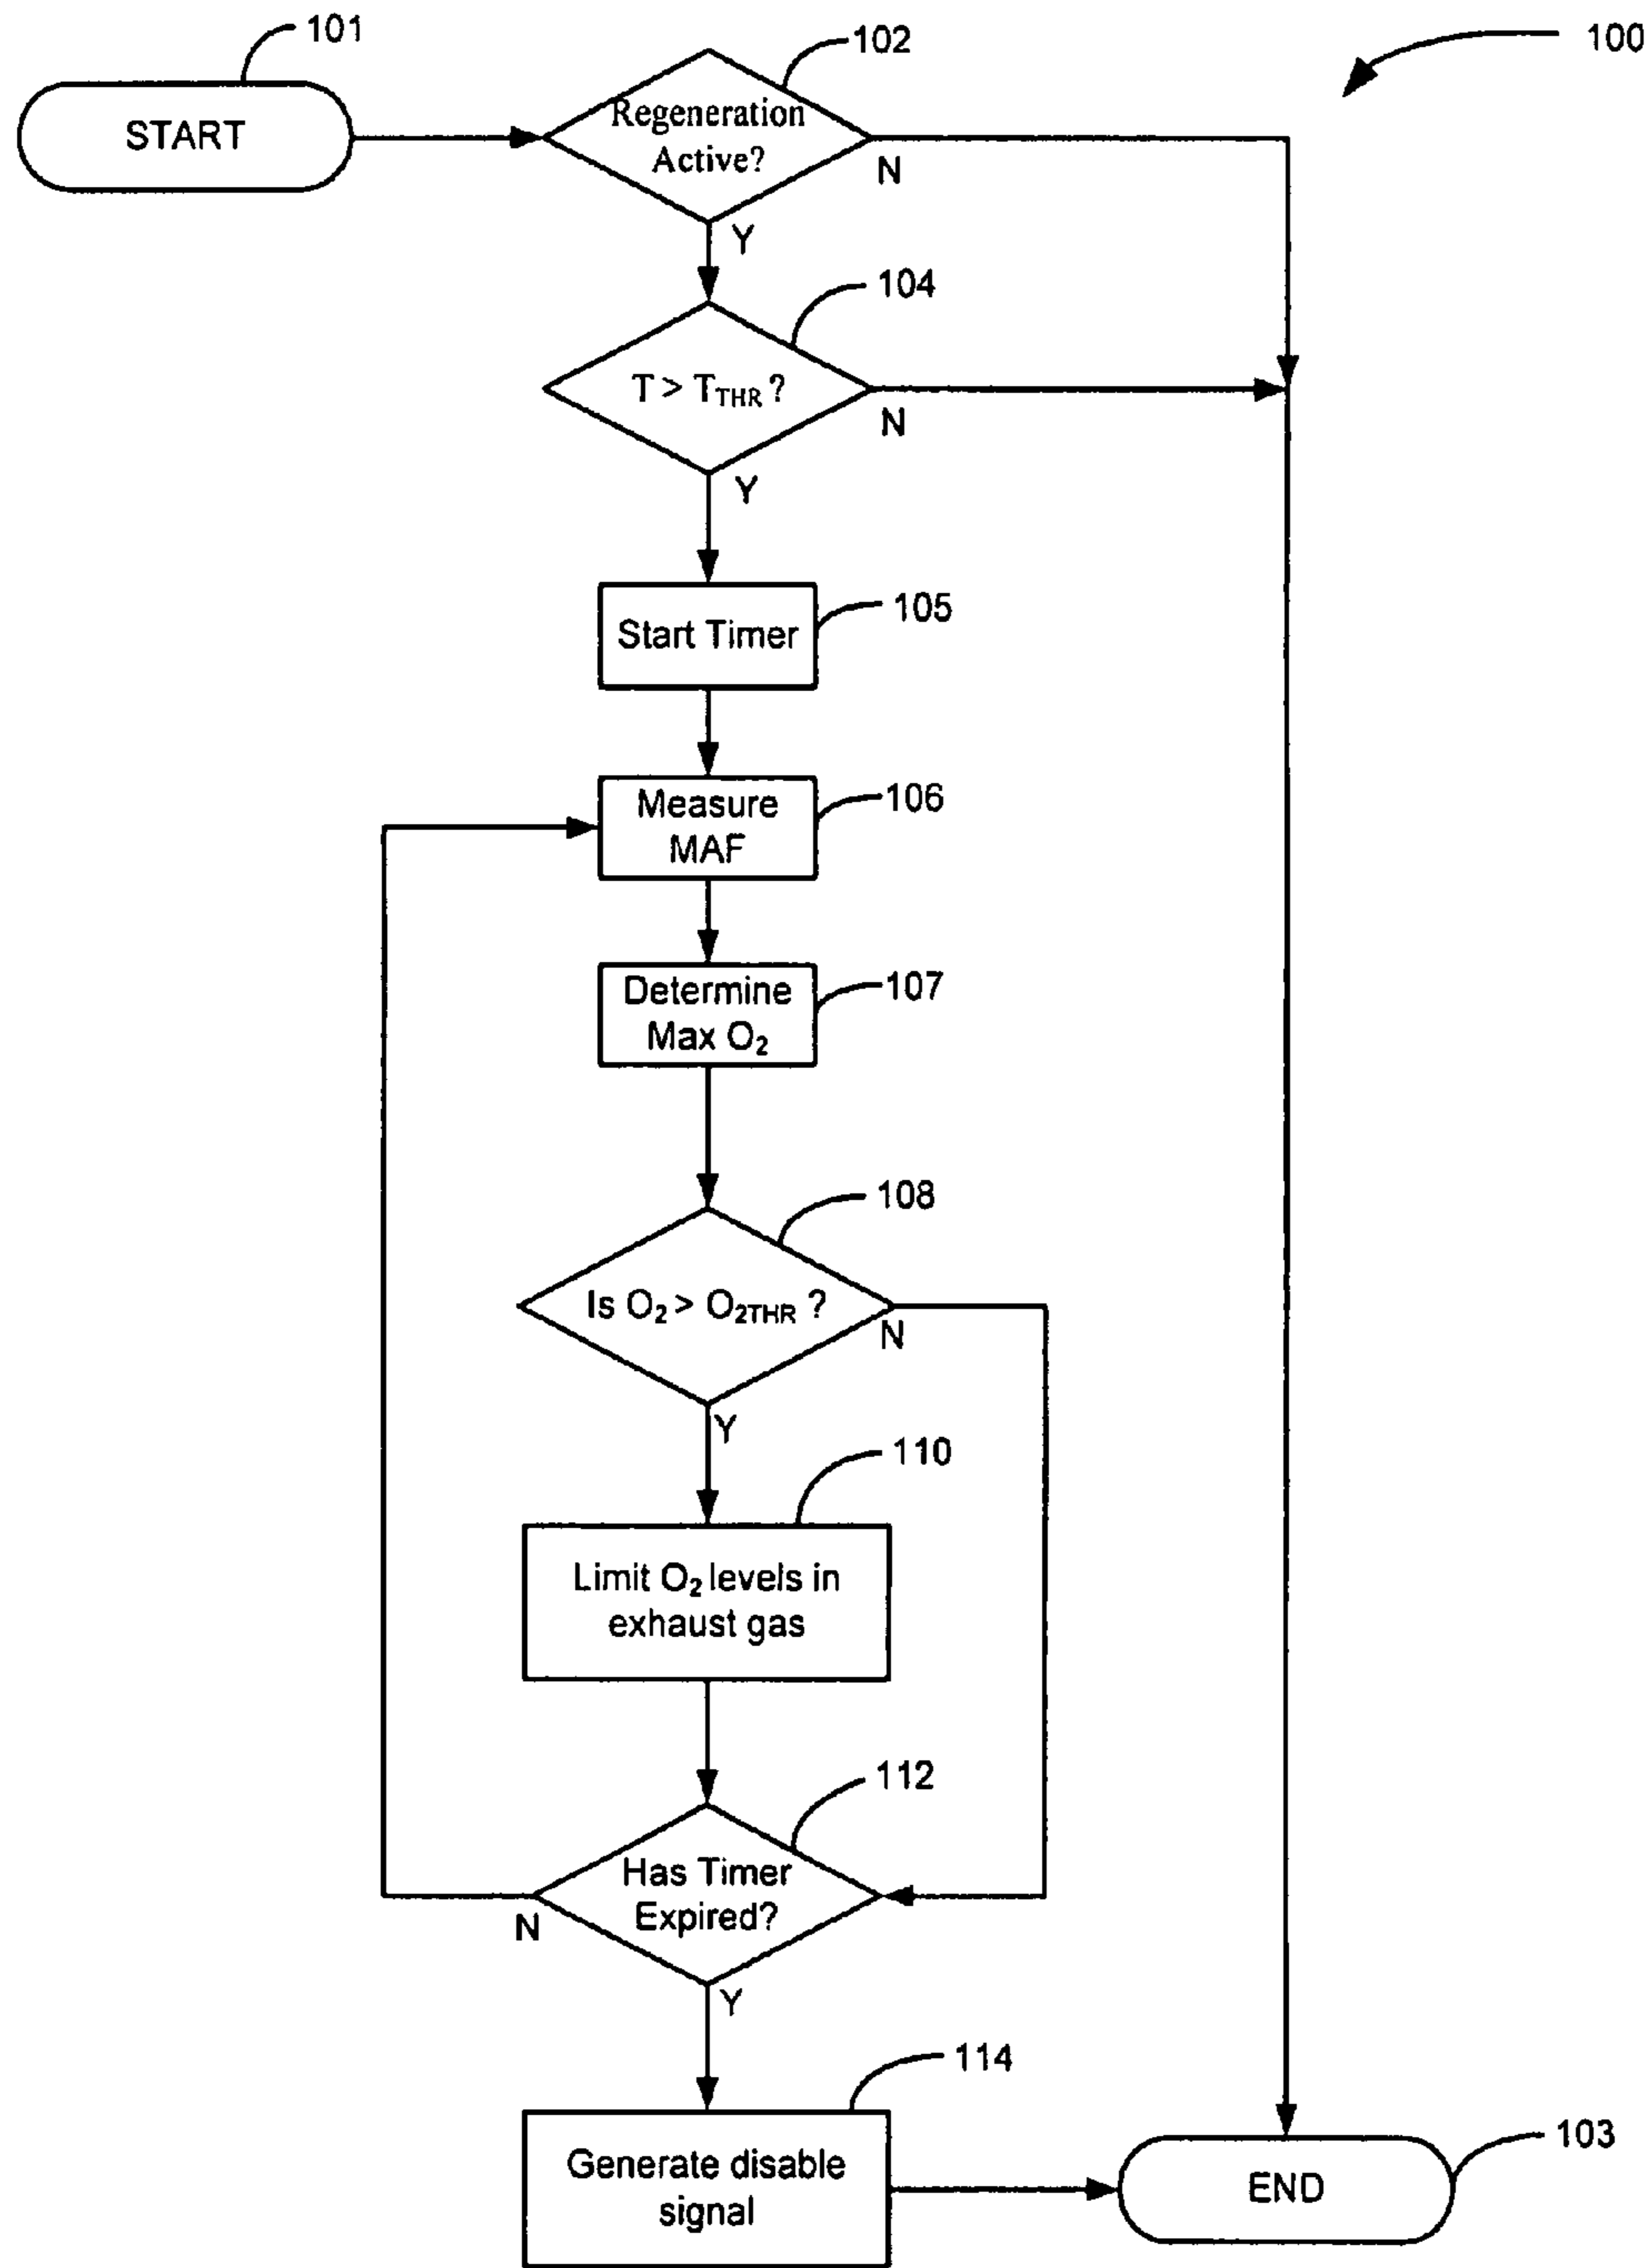 101
102
100
START
Regeneration
Active?
N
Y
104
T > T_THR ?
N
Y
105
Start Timer
106
Measure
MAF
107
Determine
Max O₂
108
Is O₂ > O₂THR ?
N
Y
110
Limit O₂ levels in
exhaust gas
112
Has Timer
Expired?
N
Y
114
Generate disable
signal
103
END